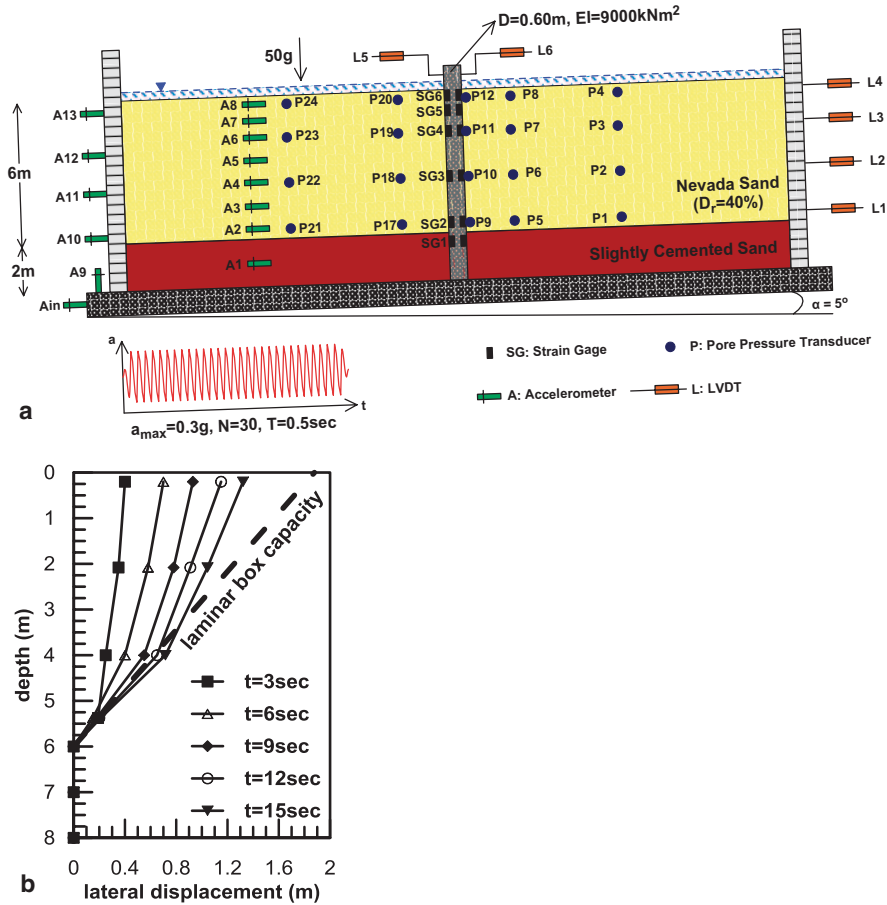 D=0.60m, EI=9000kNm2
50g
L5
L6
L4
A8
P24
P20
SG6
P12
P8
P4
A13
A7
SG5
L3
A6
P23
P19
SG4
P11
P7
P3
6m
A12
A5
L2
A11
A4
P22
P18
SG3
P10
P6
P2
Nevada Sand
(Dr=40%)
A3
L1
A10
A2
P21
P17
SG2
P9
P5
P1
SG1
Slightly Cemented Sand
2m
A9
A1
Ain
α = 5o
a
t
amax=0.3g, N=30, T=0.5sec
SG: Strain Gage
P: Pore Pressure Transducer
A: Accelerometer
L: LVDT
a
0
1
2
3
4
5
6
7
8
depth (m)
laminar box capacity
t=3sec
t=6sec
t=9sec
t=12sec
t=15sec
0 0.4 0.8 1.2 1.6 2
lateral displacement (m)
b